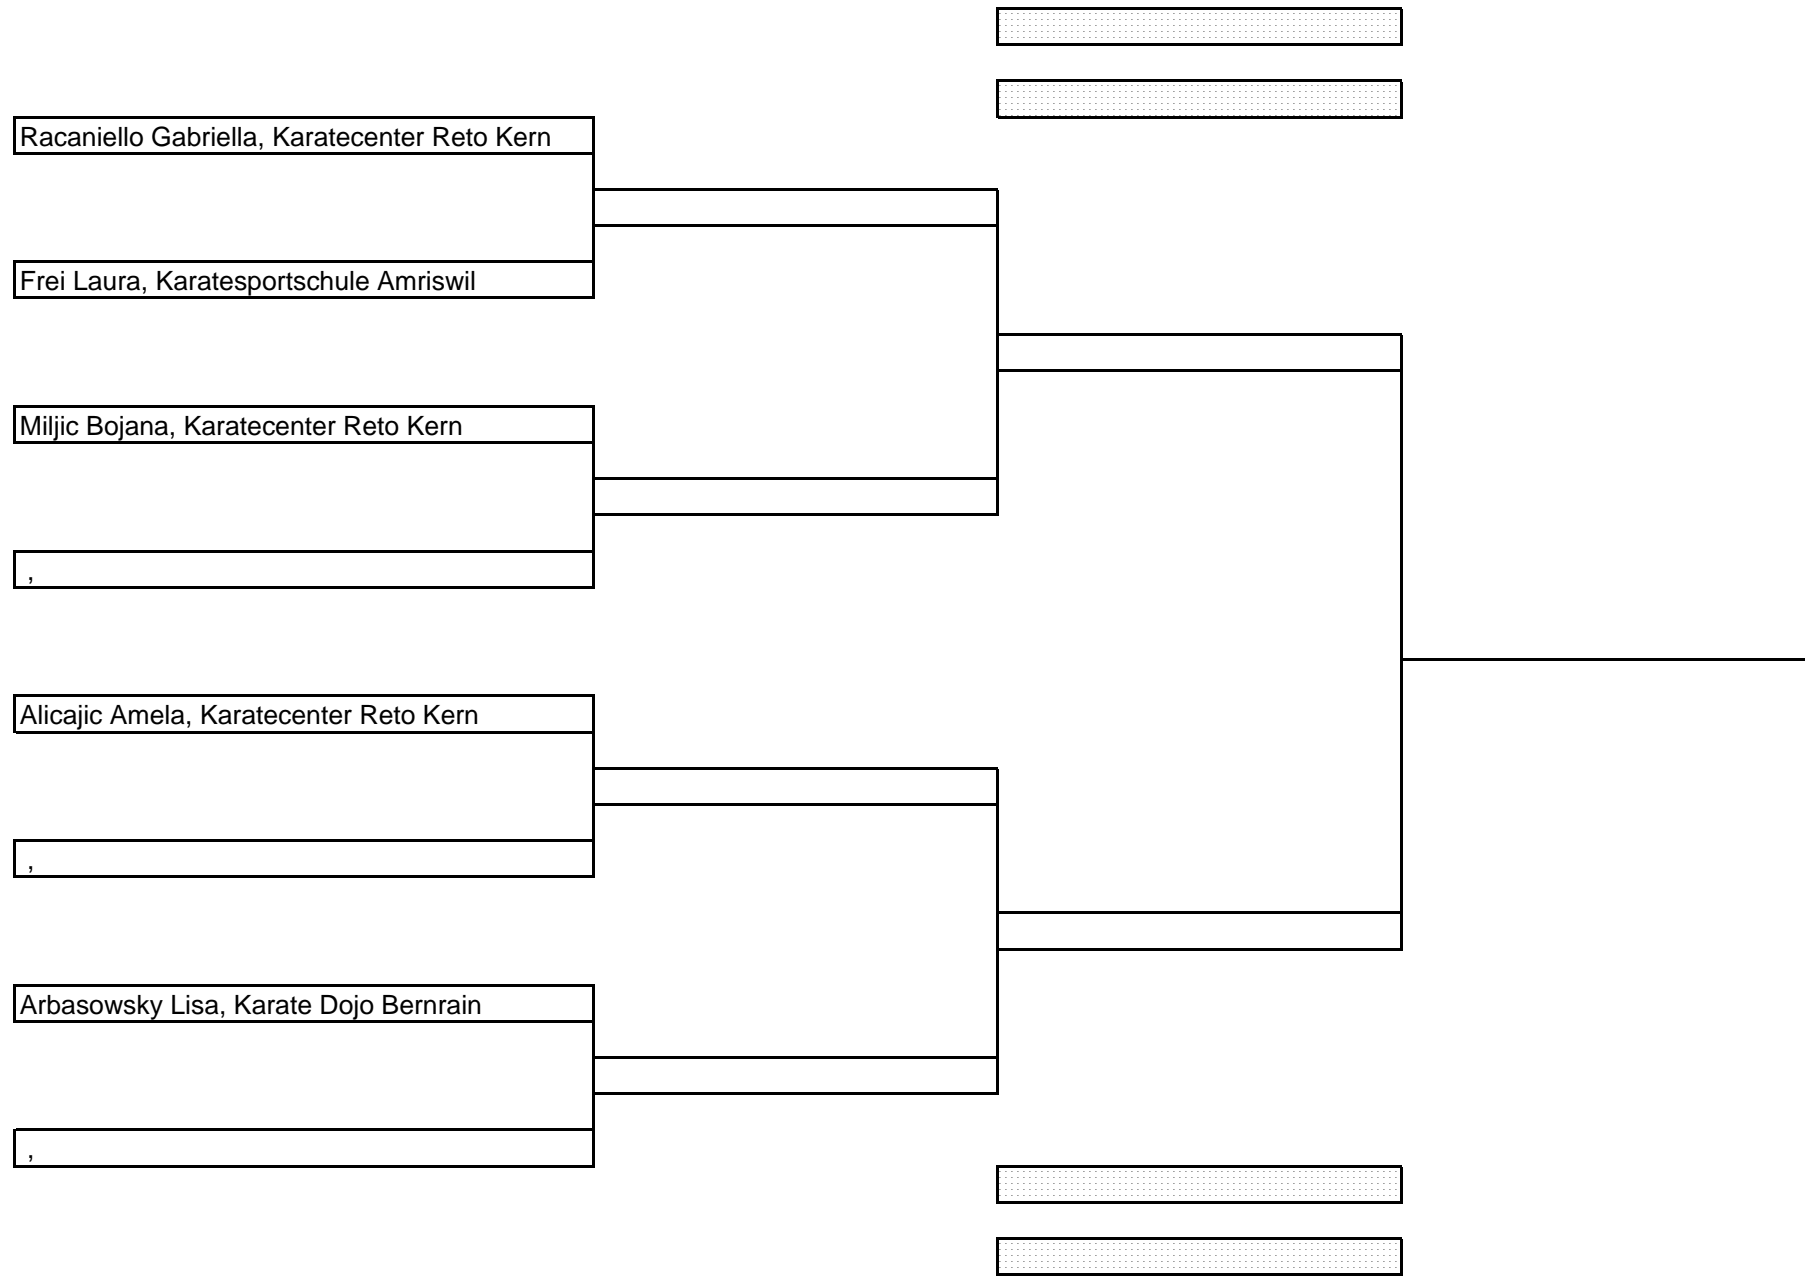 Racaniello Gabriella, Karatecenter Reto Kern
Frei Laura, Karatesportschule Amriswil
Miljic Bojana, Karatecenter Reto Kern
,
Alicajic Amela, Karatecenter Reto Kern
,
Arbasowsky Lisa, Karate Dojo Bernrain
,